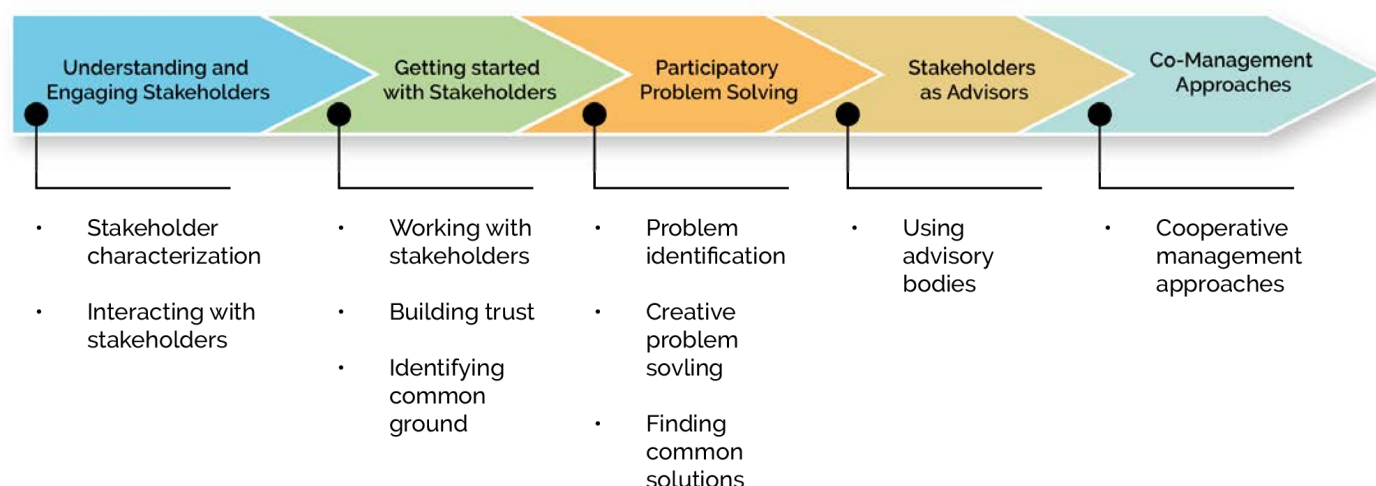 Understanding and
Engaging Stakeholders
Getting started
with Stakeholders
Participatory
Problem Solving
Stakeholders
as Advisors
Co-Management
Approaches
• Stakeholder
characterization
• Interacting with
stakeholders
• Working with
stakeholders
• Building trust
• Identifying
common
ground
• Problem
identification
• Creative
problem
sovling
• Finding
common
solutions
• Using
advisory
bodies
• Cooperative
management
approaches